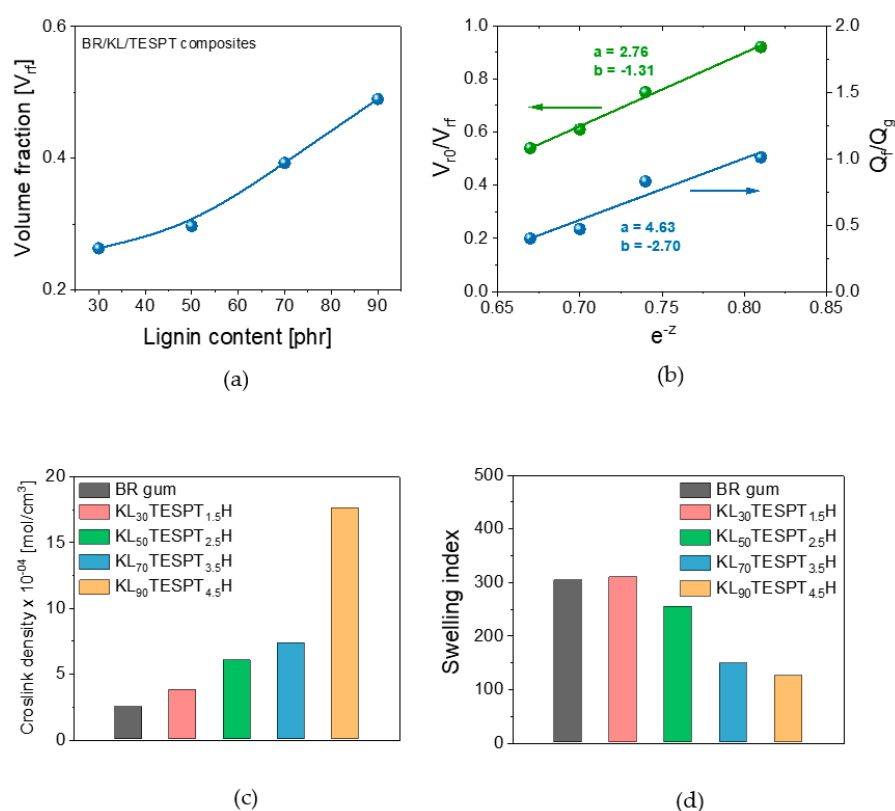 BR/KL/TESPT composites
Volume fraction [Vrf]
0.6
0.4
0.2
30 40 50 60 70 80 90
Lignin content [phr]
(a)
a = 2.76
b = -1.31
a = 4.63
b = -2.70
Vr0/Vrf
1.0
0.8
0.6
0.4
0.2
0.0
Qf/Qg
2.0
1.5
1.0
0.5
0.0
0.65 0.70 0.75 0.80 0.85
e-z
(b)
Croslink density x 10-04 [mol/cm3]
20
15
10
5
0
BR gum
KL30TESPT1.5H
KL50TESPT2.5H
KL70TESPT3.5H
KL90TESPT4.5H
(c)
Swelling index
500
400
300
200
100
0
BR gum
KL30TESPT1.5H
KL50TESPT2.5H
KL70TESPT3.5H
KL90TESPT4.5H
(d)